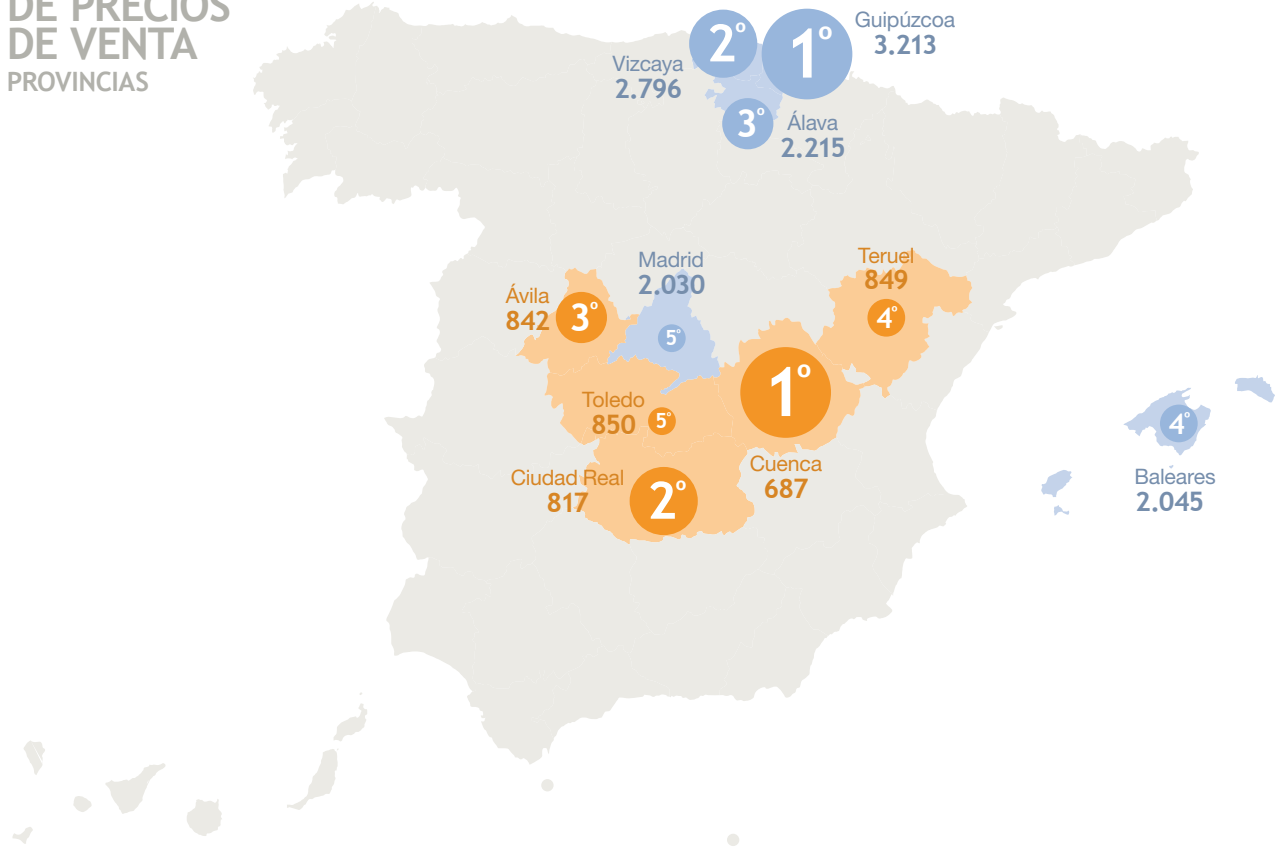 DE PRECIOS
DE VENTA
PROVINCIAS
2º
1º
Guipúzcoa
3.213
Vizcaya
2.796
3º
Álava
2.215
Madrid
2.030
5º
Teruel
849
4º
Ávila
842
3º
1º
Cuenca
687
Toledo
850
5º
Ciudad Real
817
2º
4º
Baleares
2.045